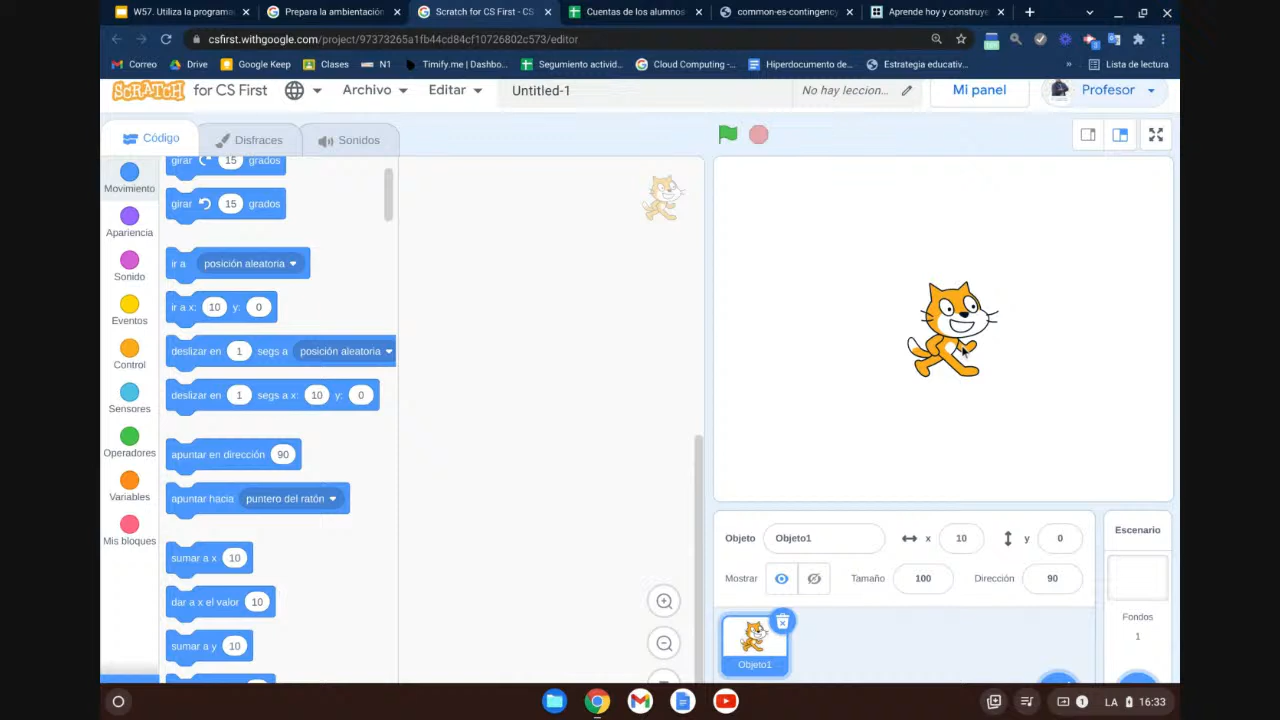 W57. Utiliza la programa
Prepara la ambientación
Scratch for CS First - CS
Cuentas de los alumnos
common-es-contingency
Aprende hoy y construye
csfirst.withgoogle.com/project/97373265a1fb44cd84cf10726802c573/editor
Correo
Drive
Google Keep
Clases
N1
Timify.me | Dashbo...
Seguimiento activid...
Cloud Computing -...
Hiperdocumento de...
Estrategia educativ...
»
Lista de lectura
SCRATCH for CS First
Archivo
Editar
Untitled-1
No hay leccion...
Mi panel
Profesor
Código
Disfraces
Sonidos
Movimiento
Apariencia
Sonido
Eventos
Control
Sensores
Operadores
Variables
Mis bloques
girar 15 grados
girar 15 grados
ir a posición aleatoria
ir a x: 10 y: 0
deslizar en 1 segs a posición aleatoria
deslizar en 1 segs a x: 10 y: 0
apuntar en dirección 90
apuntar hacia puntero del ratón
sumar a x 10
dar a x el valor 10
sumar a y 10
Objeto Objeto1 x 10 y 0
Mostrar Tamaño 100 Dirección 90
Objeto1
Escenario
Fondos
1
1 LA 16:33